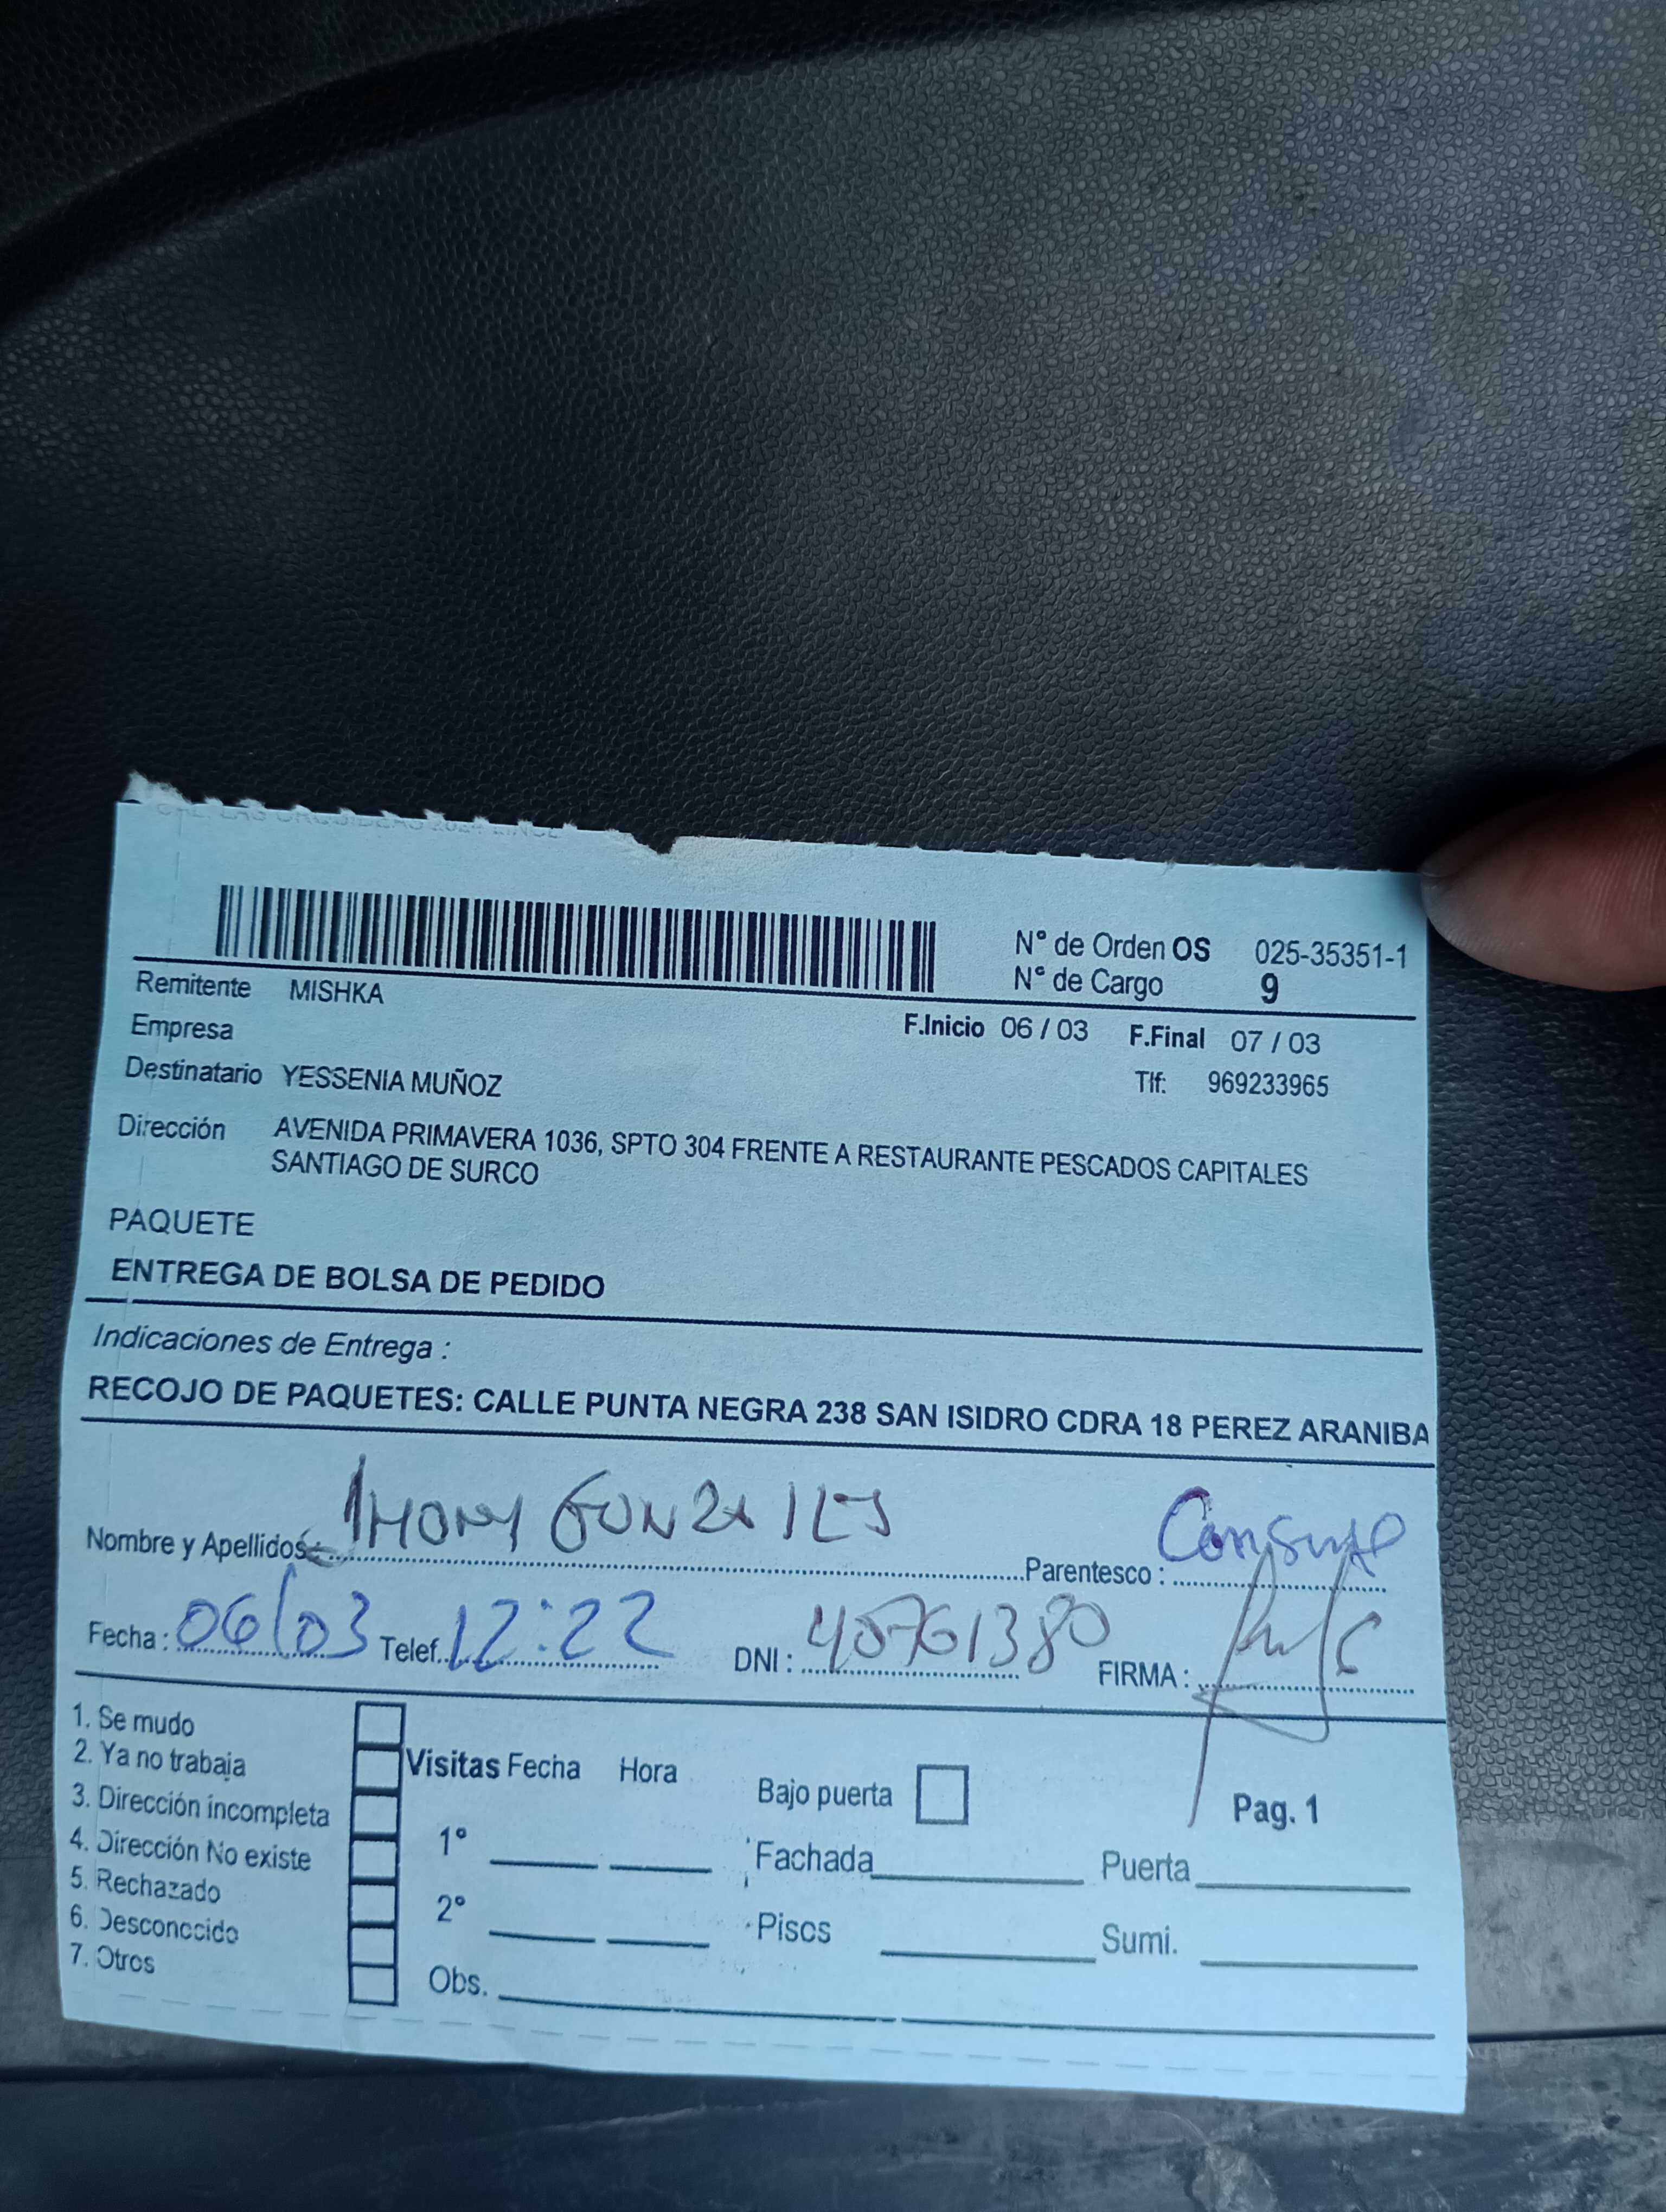 N° de Orden OS 025-35351-1
N° de Cargo 9
Remitente MISHKA
Empresa F.Inicio 06 / 03 F.Final 07 / 03
Destinatario YESSENIA MUÑOZ Tlf: 969233965
Dirección AVENIDA PRIMAVERA 1036, SPTO 304 FRENTE A RESTAURANTE PESCADOS CAPITALES
SANTIAGO DE SURCO
PAQUETE
ENTREGA DE BOLSA DE PEDIDO
Indicaciones de Entrega :
RECOJO DE PAQUETES: CALLE PUNTA NEGRA 238 SAN ISIDRO CDRA 18 PEREZ ARANIBA
Nombre y Apellidos: JHONY GONZALES Parentesco :
Fecha : 06/03 Telef. 12:22 DNI : 40761380 FIRMA :
1. Se mudo
2. Ya no trabaja
3. Dirección incompleta
4. Dirección No existe
5. Rechazado
6. Desconocido
7. Otros
Visitas Fecha Hora
1°
2°
Obs.
Bajo puerta Pag. 1
Fachada Puerta
Pisos Sumi.